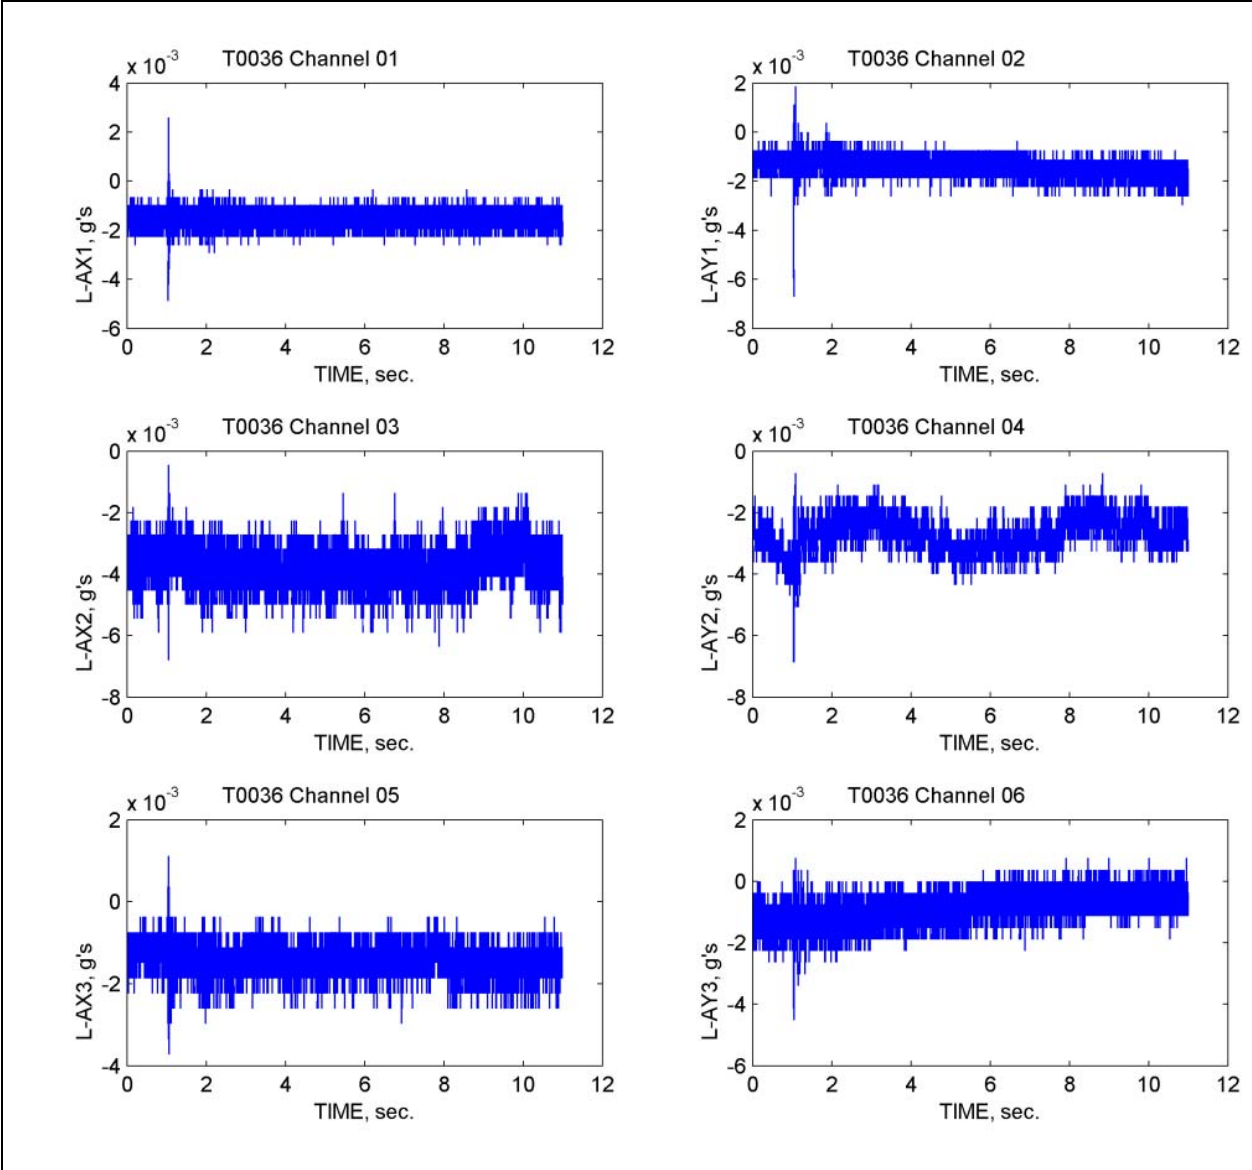 T0036 Channel 01
x 10^-3
4
2
0
-2
-4
-6
L-AX1, g's
0 2 4 6 8 10 12
TIME, sec.
T0036 Channel 02
x 10^-3
2
0
-2
-4
-6
-8
L-AY1, g's
0 2 4 6 8 10 12
TIME, sec.
T0036 Channel 03
x 10^-3
0
-2
-4
-6
-8
L-AX2, g's
0 2 4 6 8 10 12
TIME, sec.
T0036 Channel 04
x 10^-3
0
-2
-4
-6
-8
L-AY2, g's
0 2 4 6 8 10 12
TIME, sec.
T0036 Channel 05
x 10^-3
2
0
-2
-4
L-AX3, g's
0 2 4 6 8 10 12
TIME, sec.
T0036 Channel 06
x 10^-3
2
0
-2
-4
-6
L-AY3, g's
0 2 4 6 8 10 12
TIME, sec.